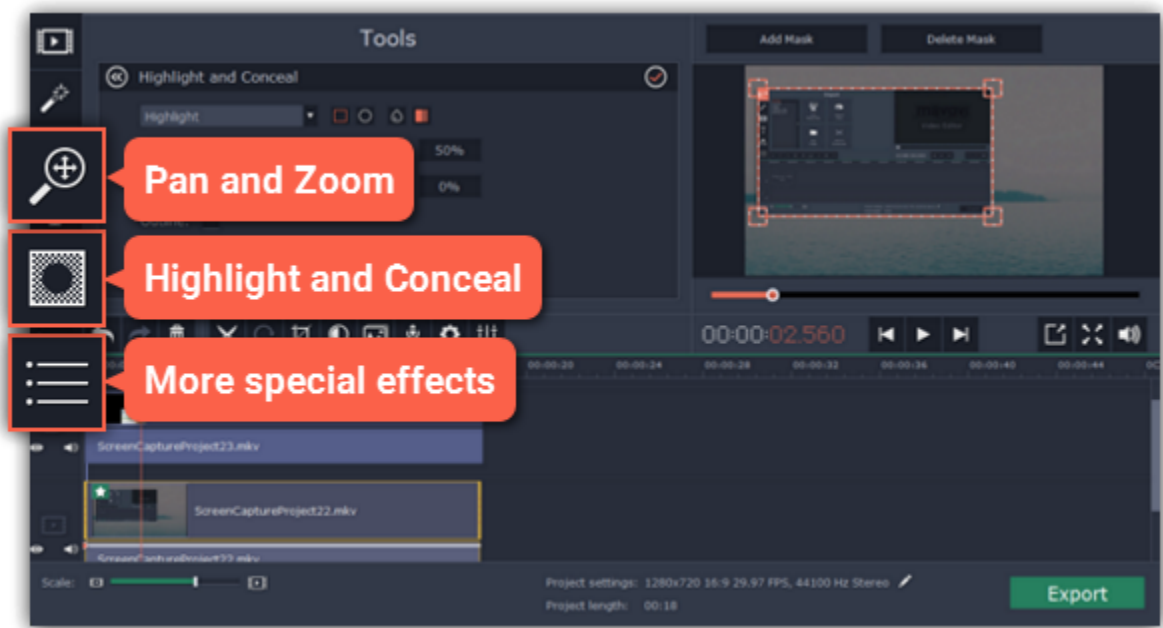 Tools
Add Mask
Delete Mask
Highlight and Conceal
Highlight
50%
Pan and Zoom
0%
Outline:
Highlight and Conceal
00:00:02.560
More special effects
00:00:20 00:00:24 00:00:28 00:00:32 00:00:36 00:00:40 00:00:44
ScreenCaptureProject23.mkv
ScreenCaptureProject22.mkv
ScreenCaptureProject22.mkv
Scale:
Project settings: 1280x720 16:9 29.97 FPS, 44100 Hz Stereo
Export
Project length: 00:18